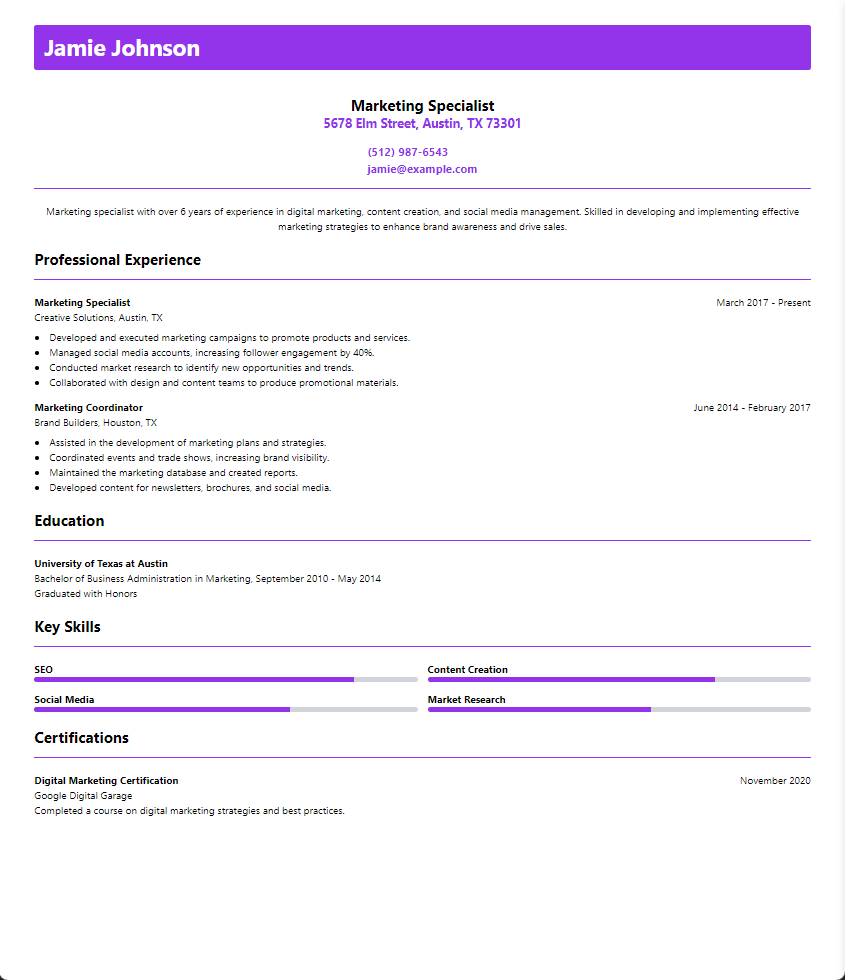 Jamie Johnson
Marketing Specialist
5678 Elm Street, Austin, TX 73301
(512) 987-6543
jamie@example.com
Marketing specialist with over 6 years of experience in digital marketing, content creation, and social media management. Skilled in developing and implementing effective
marketing strategies to enhance brand awareness and drive sales.
Professional Experience
Marketing Specialist March 2017 - Present
Creative Solutions, Austin, TX
• Developed and executed marketing campaigns to promote products and services.
• Managed social media accounts, increasing follower engagement by 40%.
• Conducted market research to identify new opportunities and trends.
• Collaborated with design and content teams to produce promotional materials.
Marketing Coordinator June 2014 - February 2017
Brand Builders, Houston, TX
• Assisted in the development of marketing plans and strategies.
• Coordinated events and trade shows, increasing brand visibility.
• Maintained the marketing database and created reports.
• Developed content for newsletters, brochures, and social media.
Education
University of Texas at Austin
Bachelor of Business Administration in Marketing, September 2010 - May 2014
Graduated with Honors
Key Skills
SEO Content Creation
Social Media Market Research
Certifications
Digital Marketing Certification November 2020
Google Digital Garage
Completed a course on digital marketing strategies and best practices.